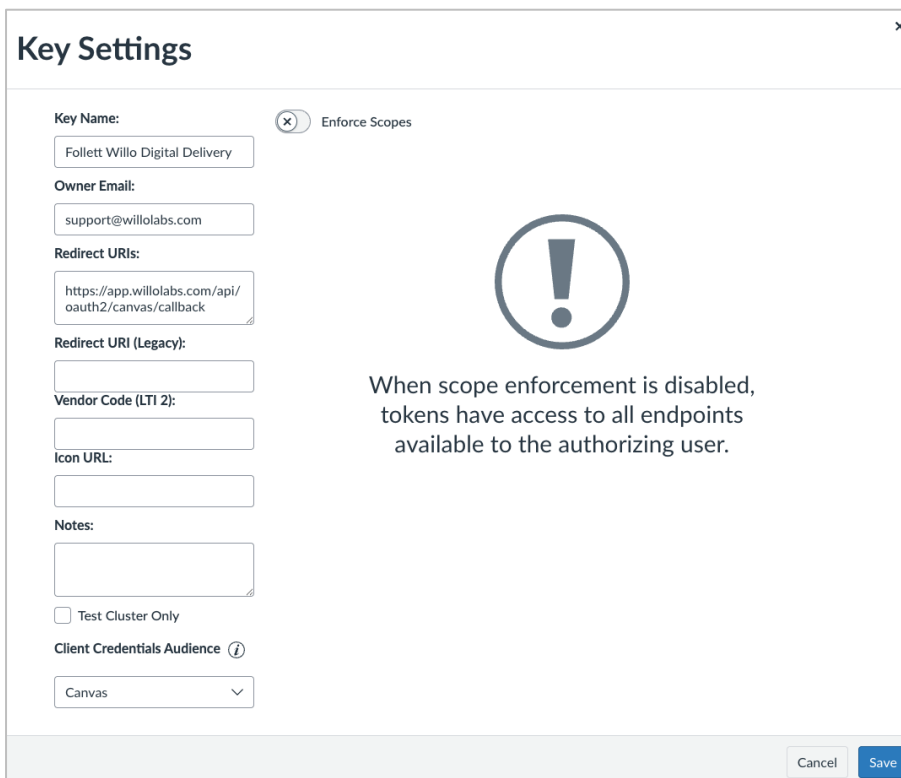 Key Settings
Key Name:
Follett Willo Digital Delivery
Owner Email:
support@willolabs.com
Redirect URIs:
https://app.willolabs.com/api/
oauth2/canvas/callback
Redirect URI (Legacy):
Vendor Code (LTI 2):
Icon URL:
Notes:
Test Cluster Only
Client Credentials Audience
Canvas
Enforce Scopes
When scope enforcement is disabled,
tokens have access to all endpoints
available to the authorizing user.
Cancel
Save